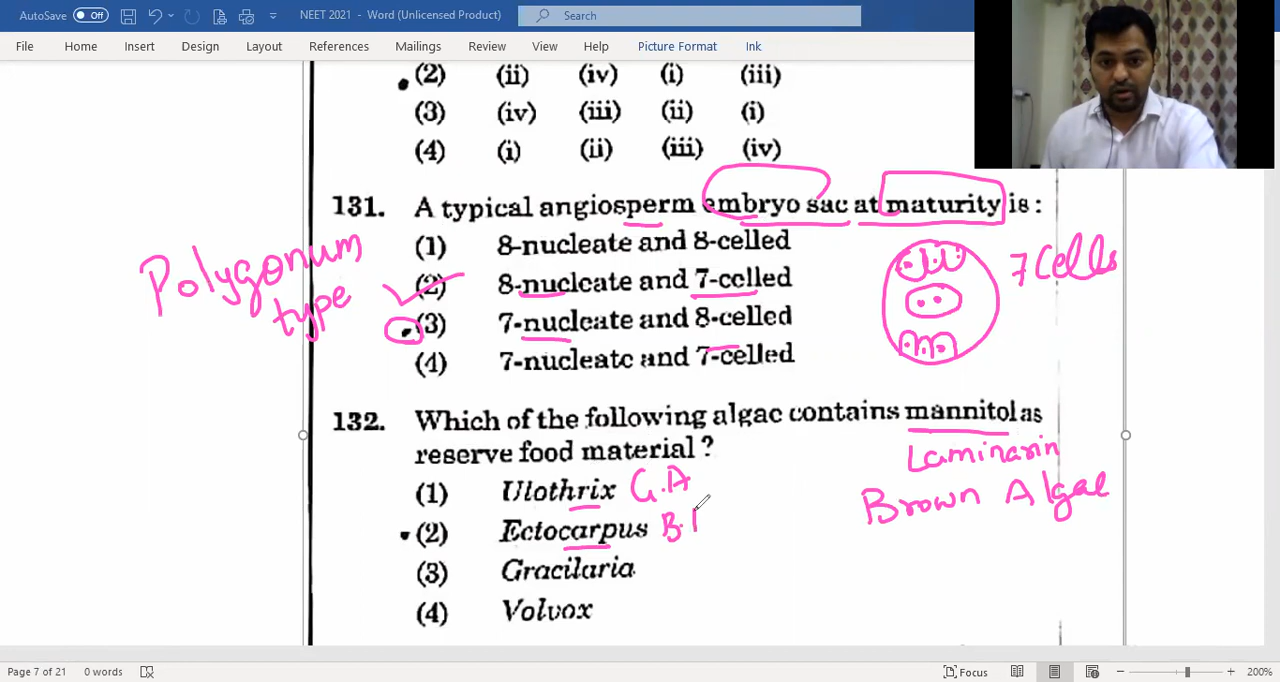 AutoSave Off NEET 2021 - Word (Unlicensed Product) Search
File Home Insert Design Layout References Mailings Review View Help Picture Format Ink
(2) (ii) (iv) (i) (iii)
(3) (iv) (iii) (ii) (i)
(4) (i) (ii) (iii) (iv)
131. A typical angiosperm embryo sac at maturity is :
(1) 8-nucleate and 8-celled
(2) 8-nucleate and 7-celled
(3) 7-nucleate and 8-celled
(4) 7-nucleate and 7-celled
Polygonum
type
7 Cells
132. Which of the following algae contains mannitol as
reserve food material ?
Laminarin
Brown Algae
(1) Ulothrix G.A
(2) Ectocarpus B.
(3) Gracilaria
(4) Volvox
Page 7 of 21 0 words Focus 200%